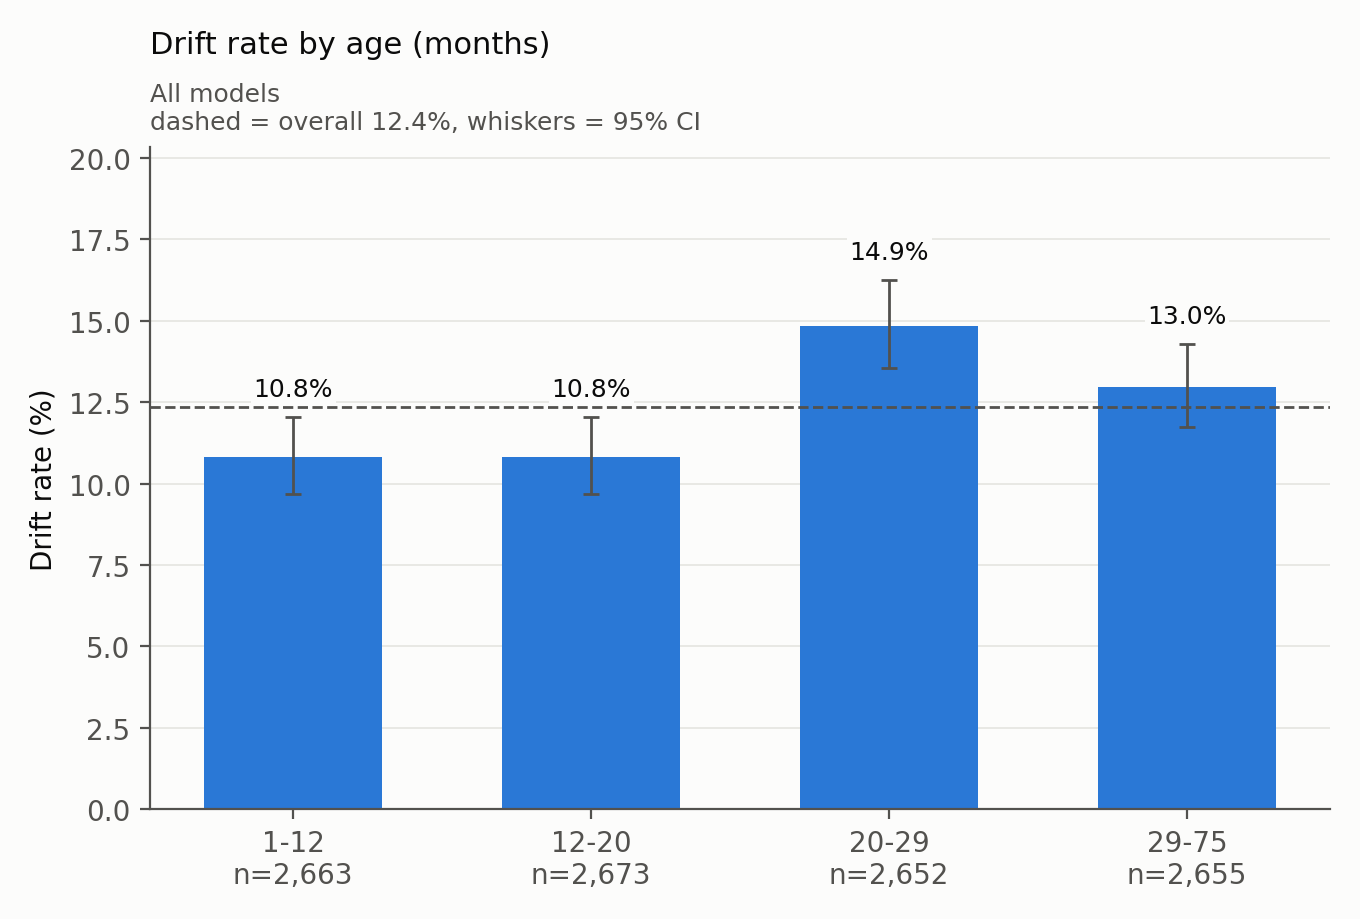 Drift rate by age (months)
All models
dashed = overall 12.4%, whiskers = 95% CI
Drift rate (%)
20.0
17.5
15.0
12.5
10.0
7.5
5.0
2.5
0.0
10.8%
10.8%
14.9%
13.0%
1-12
n=2,663
12-20
n=2,673
20-29
n=2,652
29-75
n=2,655